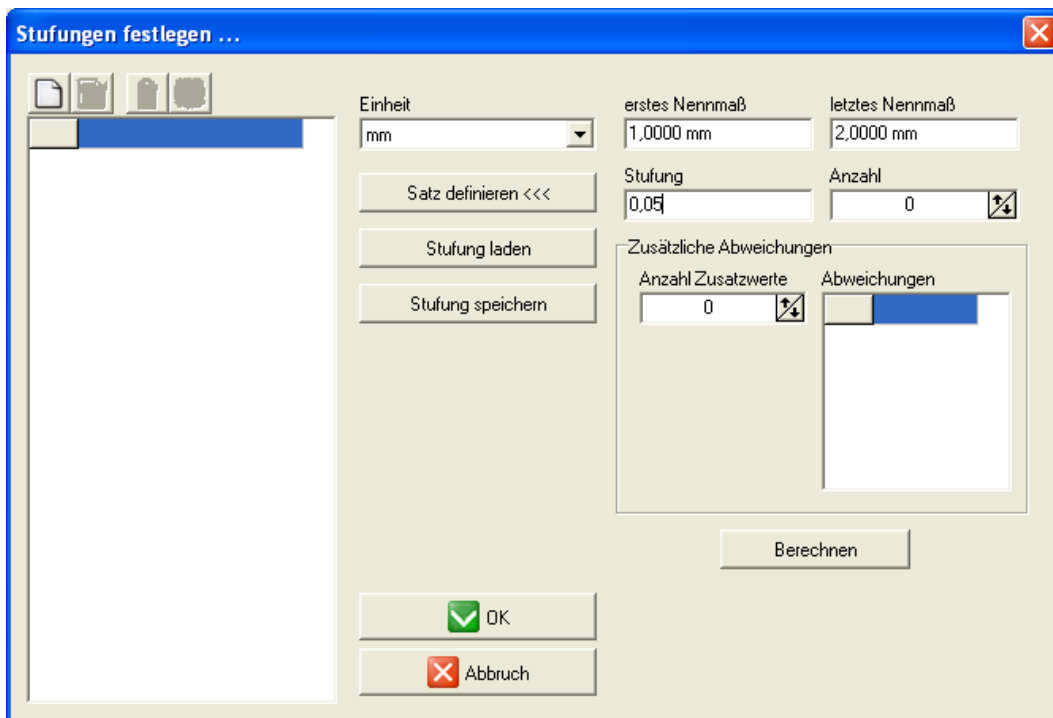 Stufungen festlegen ...
Einheit
mm
Satz definieren <<<
Stufung laden
Stufung speichern
OK
Abbruch
erstes Nennmaß
1,0000 mm
letztes Nennmaß
2,0000 mm
Stufung
0,05
Anzahl
0
Zusätzliche Abweichungen
Anzahl Zusatzwerte
0
Abweichungen
Berechnen